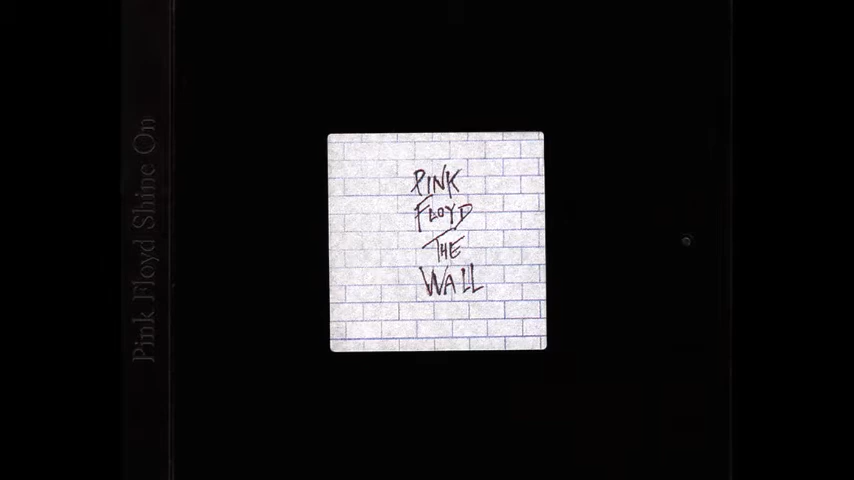 Pink Floyd Shine On
PINK
FLOYD
THE
WALL